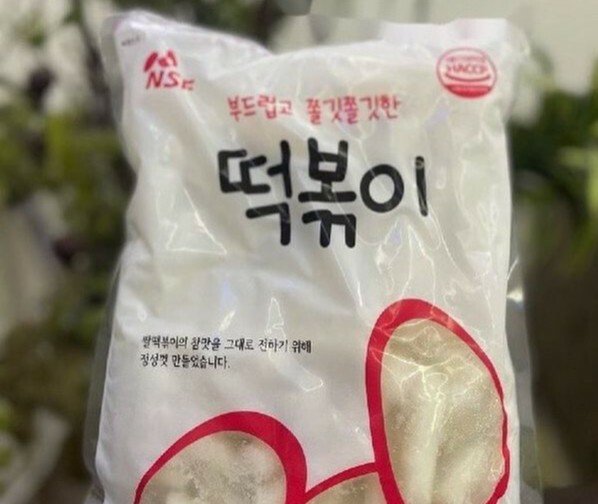 NS
HACCP
부드럽고 쫄깃쫄깃한
떡볶이
쌀떡볶이의 참맛을 그대로 전하기 위해
정성껏 만들었습니다.